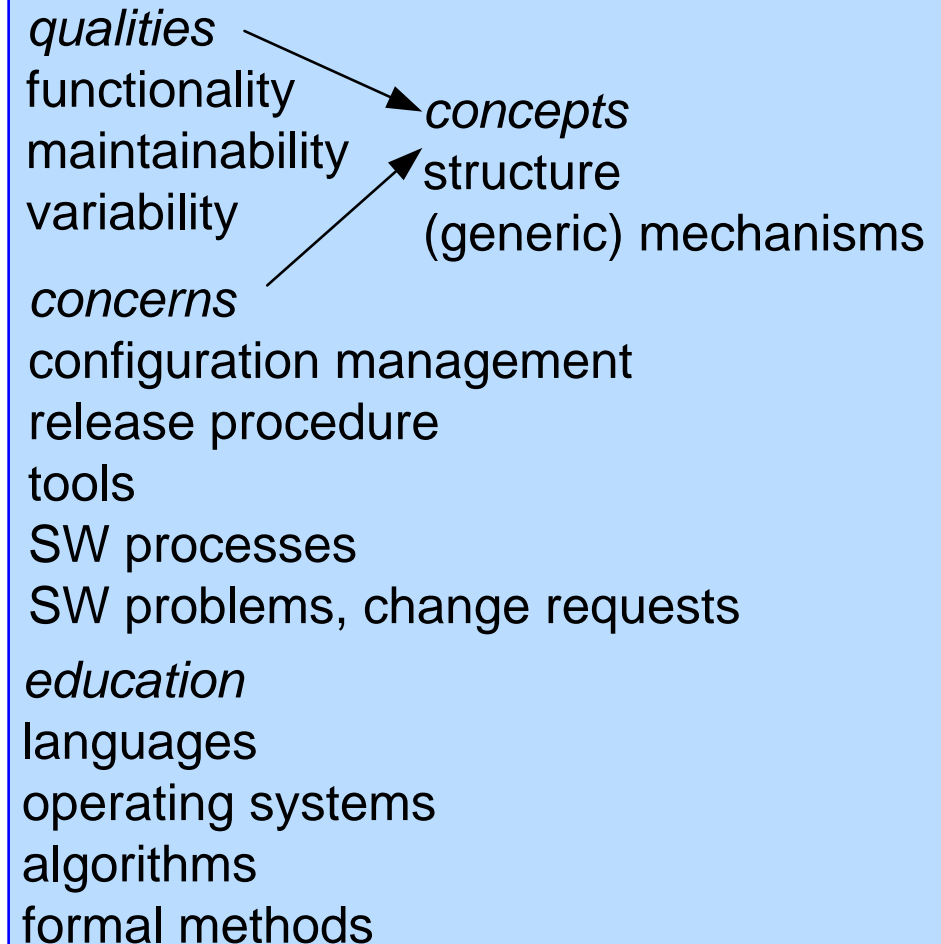 qualities
functionality
maintainability
variability
concepts
structure
(generic) mechanisms
concerns
configuration management
release procedure
tools
SW processes
SW problems, change requests
education
languages
operating systems
algorithms
formal methods